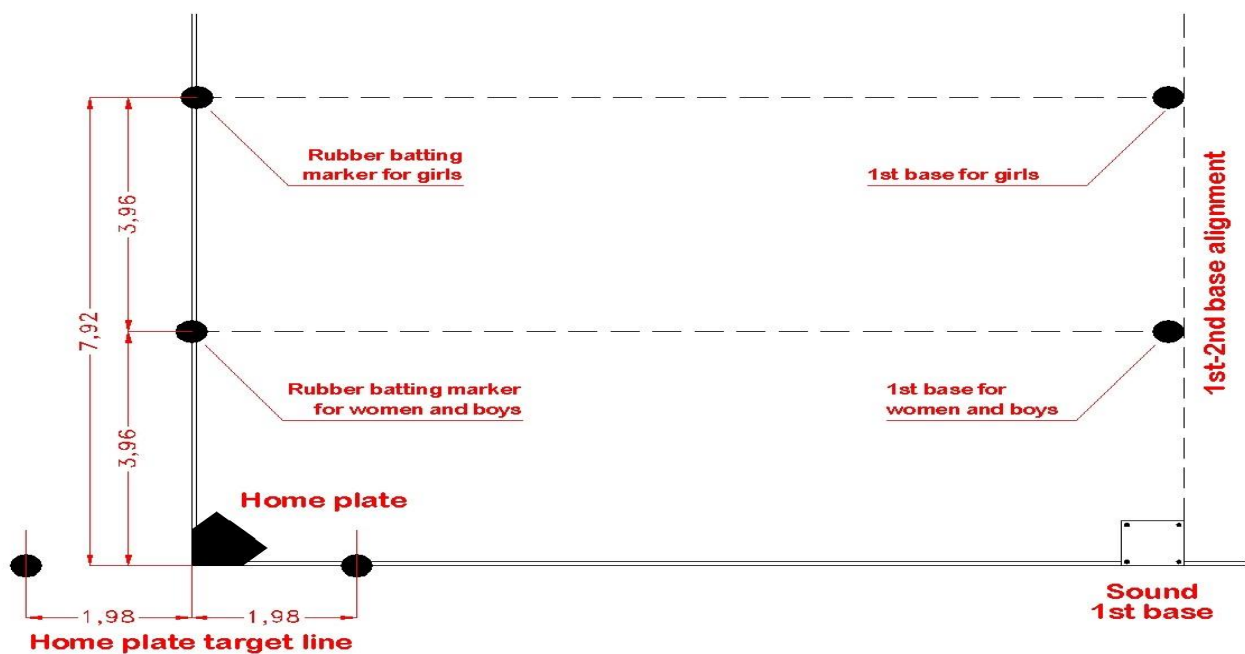 Rubber batting
marker for girls
1st base for girls
3,96
7,92
1st-2nd base alignment
Rubber batting marker
for women and boys
1st base for
women and boys
3,96
Home plate
1,98
1,98
Sound
1st base
Home plate target line